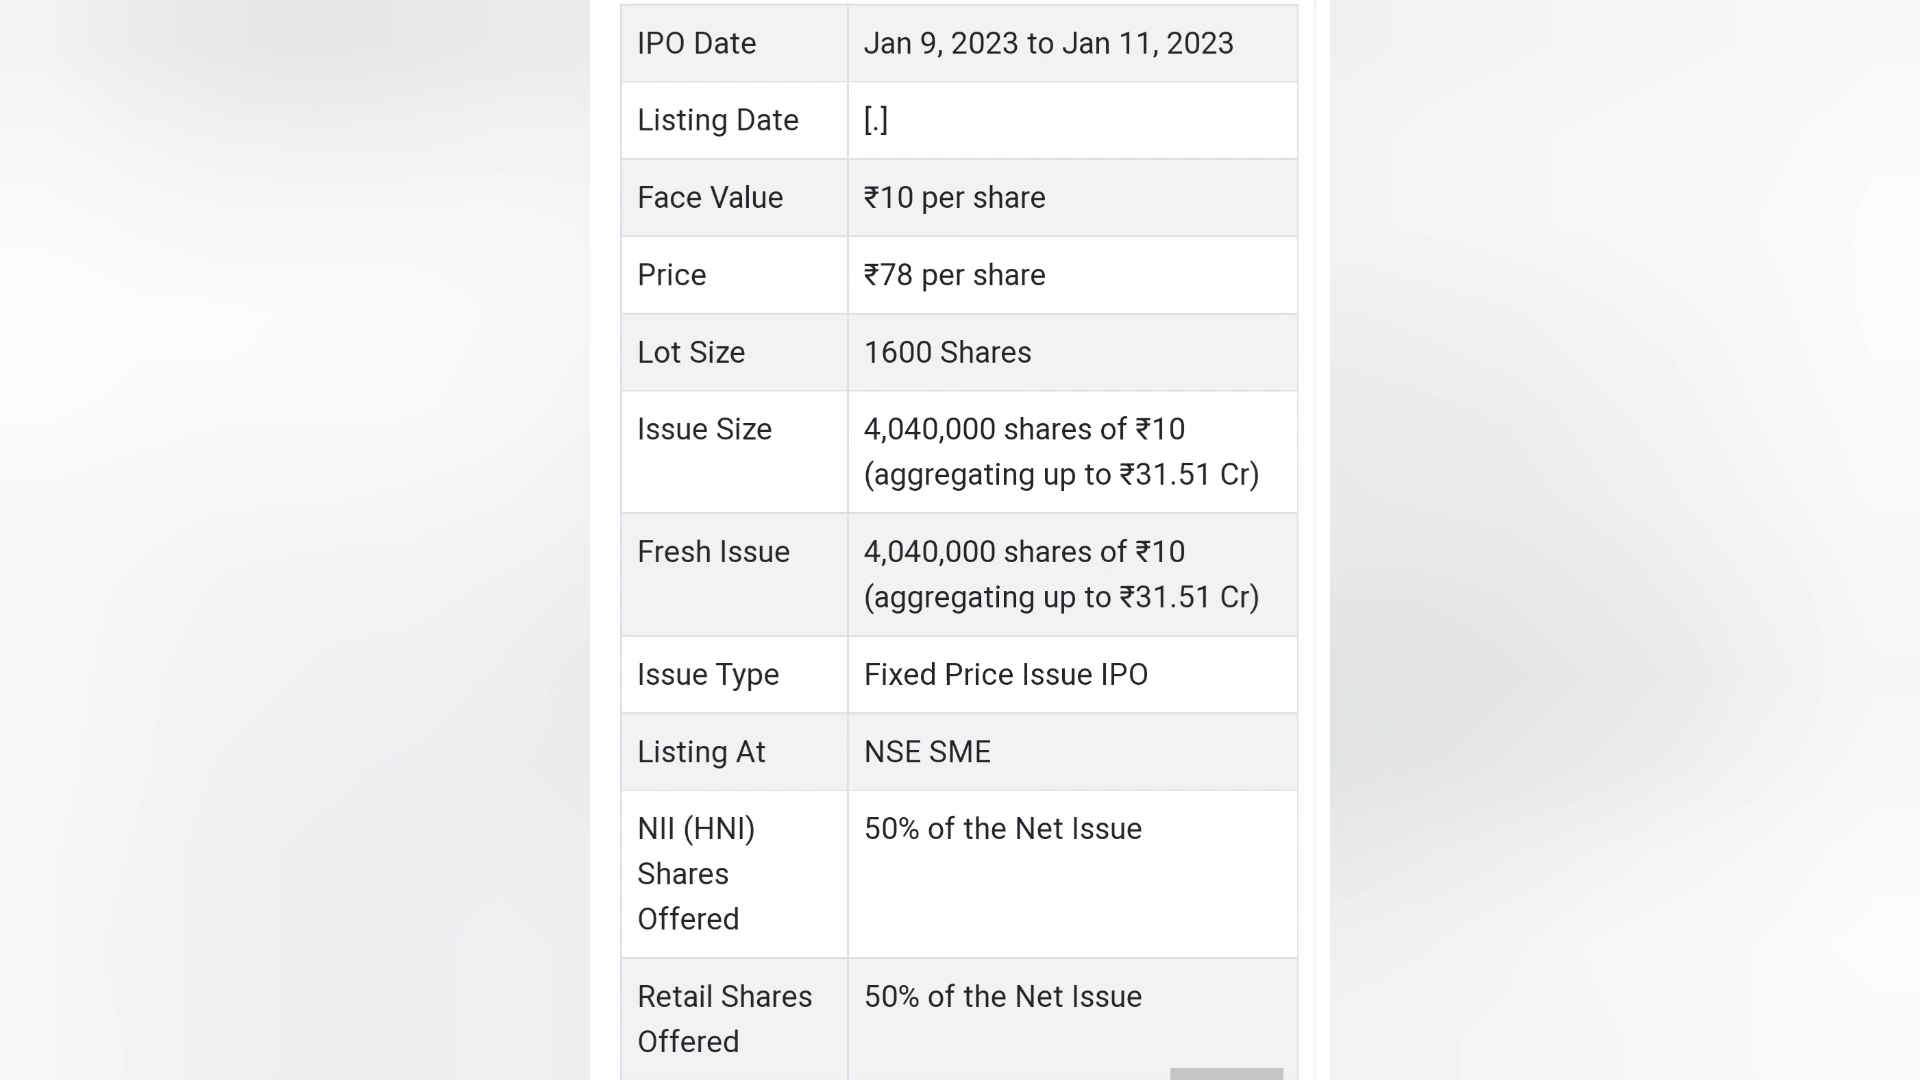 IPO Date
Jan 9, 2023 to Jan 11, 2023
Listing Date
[.]
Face Value
₹10 per share
Price
₹78 per share
Lot Size
1600 Shares
Issue Size
4,040,000 shares of ₹10
(aggregating up to ₹31.51 Cr)
Fresh Issue
4,040,000 shares of ₹10
(aggregating up to ₹31.51 Cr)
Issue Type
Fixed Price Issue IPO
Listing At
NSE SME
NII (HNI)
Shares
Offered
50% of the Net Issue
Retail Shares
Offered
50% of the Net Issue